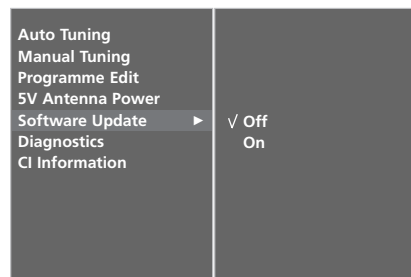 Auto Tuning
Manual Tuning
Programme Edit
5V Antenna Power
Software Update ►
Diagnostics
CI Information
√ Off
On